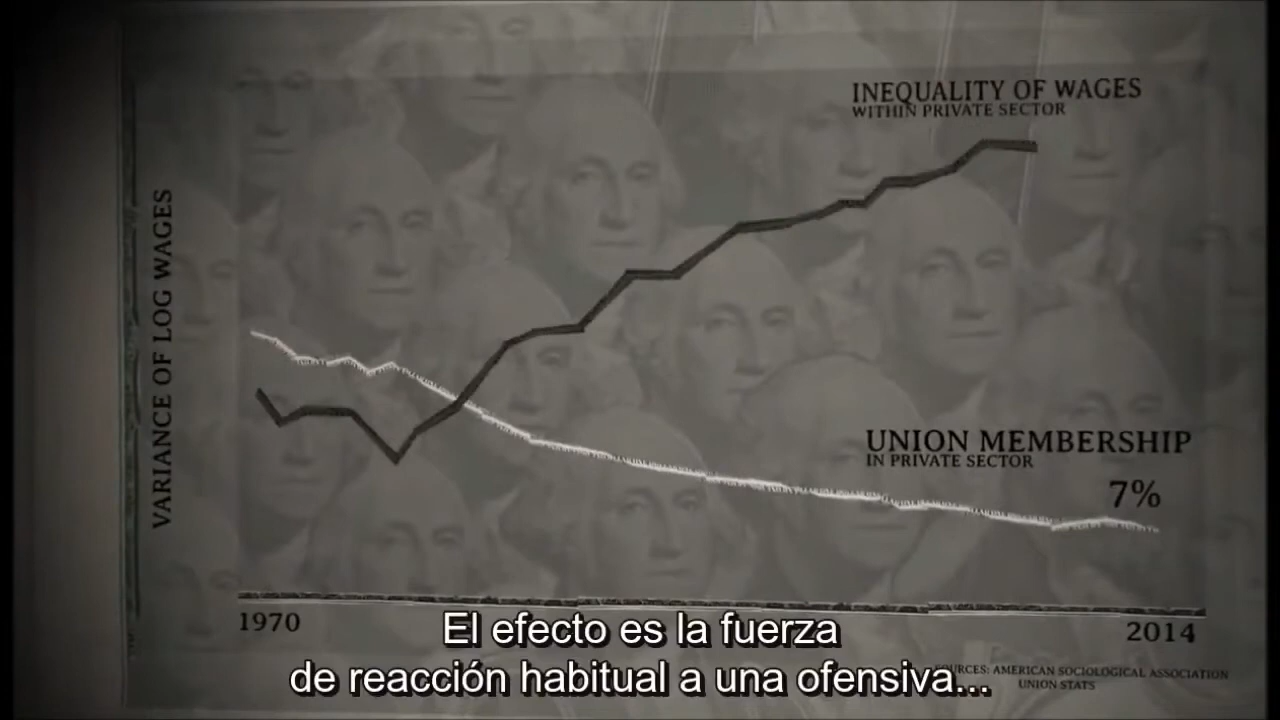 INEQUALITY OF WAGES
WITHIN PRIVATE SECTOR
VARIANCE OF LOG WAGES
UNION MEMBERSHIP
IN PRIVATE SECTOR
7%
1970
2014
El efecto es la fuerza
de reacción habitual a una ofensiva...
SOURCES: AMERICAN SOCIOLOGICAL ASSOCIATION
UNION STATS